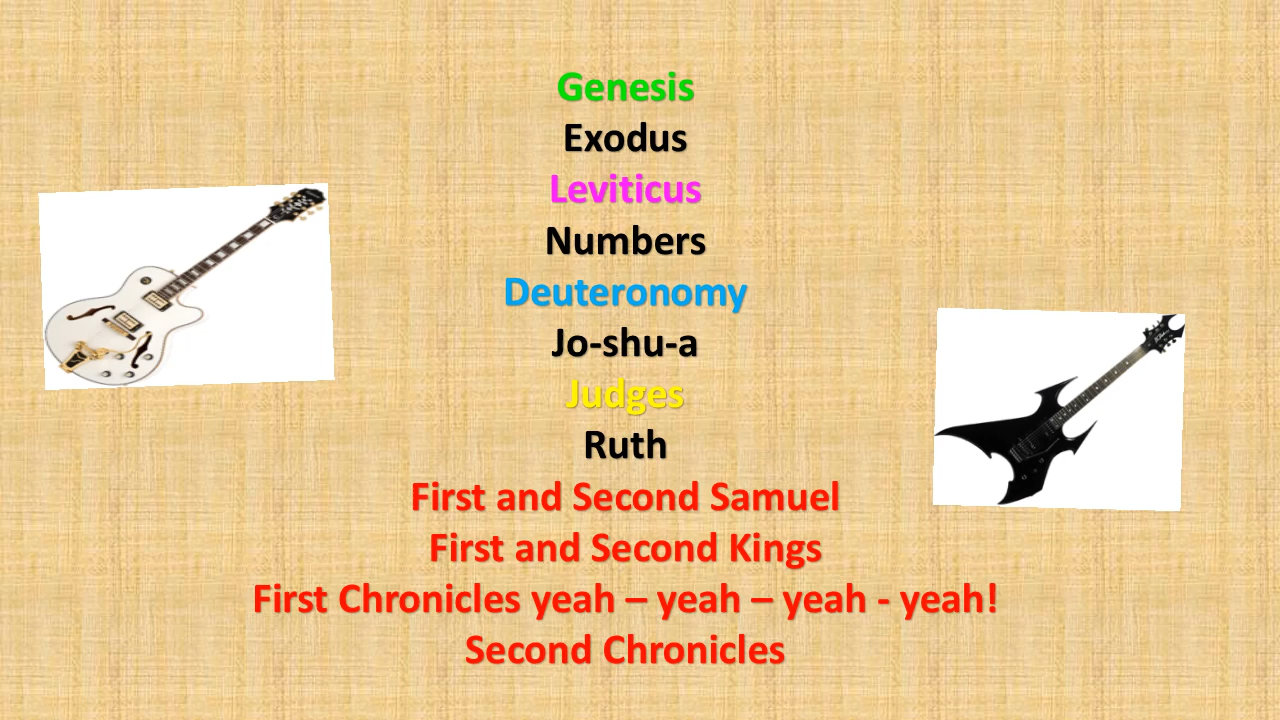 Genesis
Exodus
Leviticus
Numbers
Deuteronomy
Jo-shu-a
Judges
Ruth
First and Second Samuel
First and Second Kings
First Chronicles yeah – yeah – yeah - yeah!
Second Chronicles